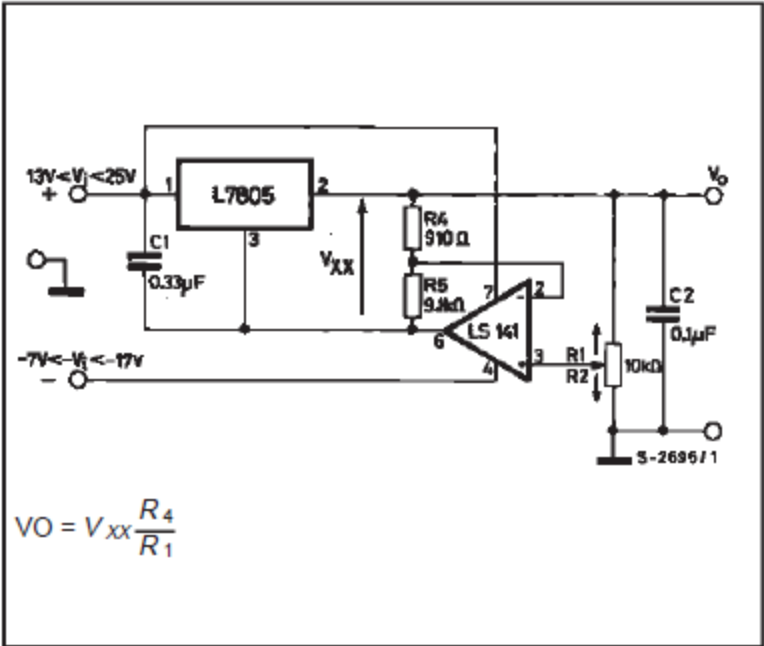 13V<Vi<25V
+
1
L7805
2
Vo
3
C1
0.33µF
VXX
R4
910Ω
R5
9.1kΩ
7
2
-
LS 141
6
4
3
+
R1
R2
10kΩ
C2
0.1µF
-7V<-Vi<-17V
-
S-2696/1
VO = VXX R4/R1